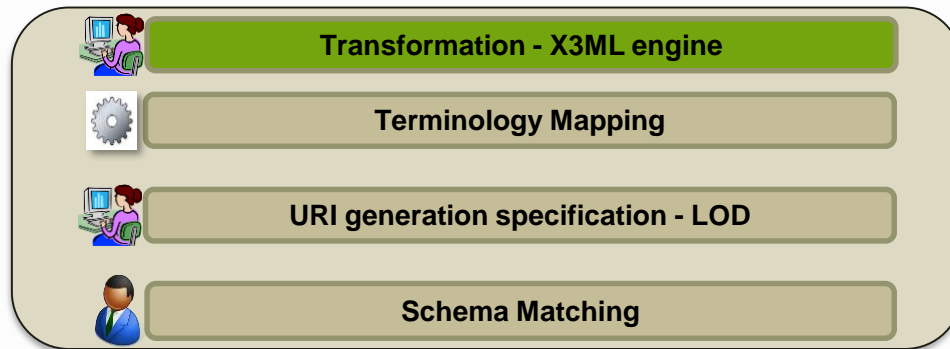 Transformation - X3ML engine
Terminology Mapping
URI generation specification - LOD
Schema Matching